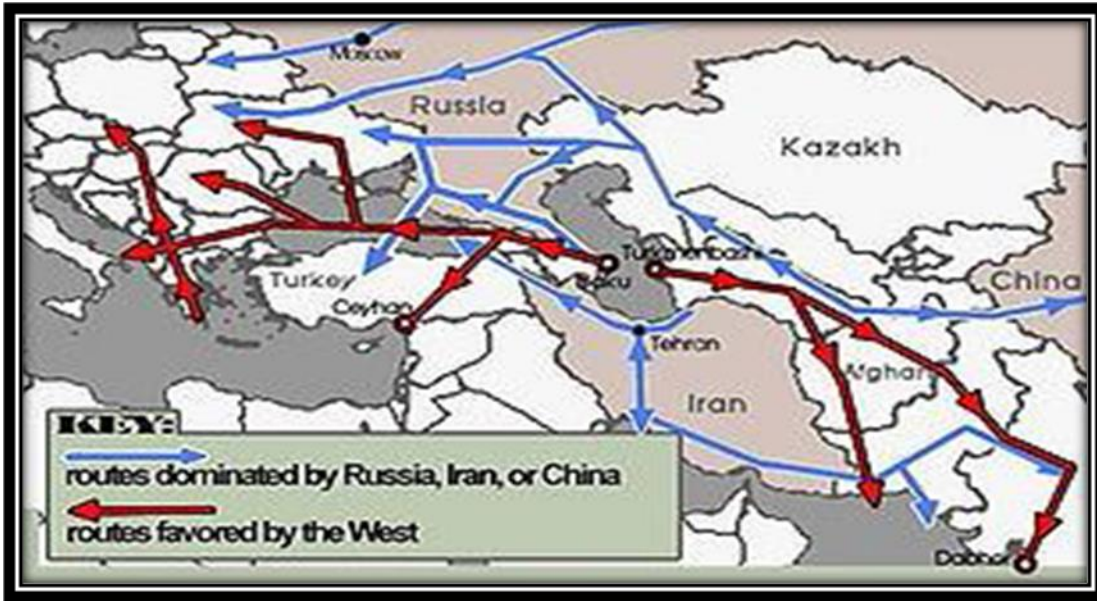 Moscow
Russia
Kazakh
Turkmenbashi
China
Turkey
Baku
Ceyhan
Tehran
Afghan
Iran
KEY:
routes dominated by Russia, Iran, or China
routes favored by the West